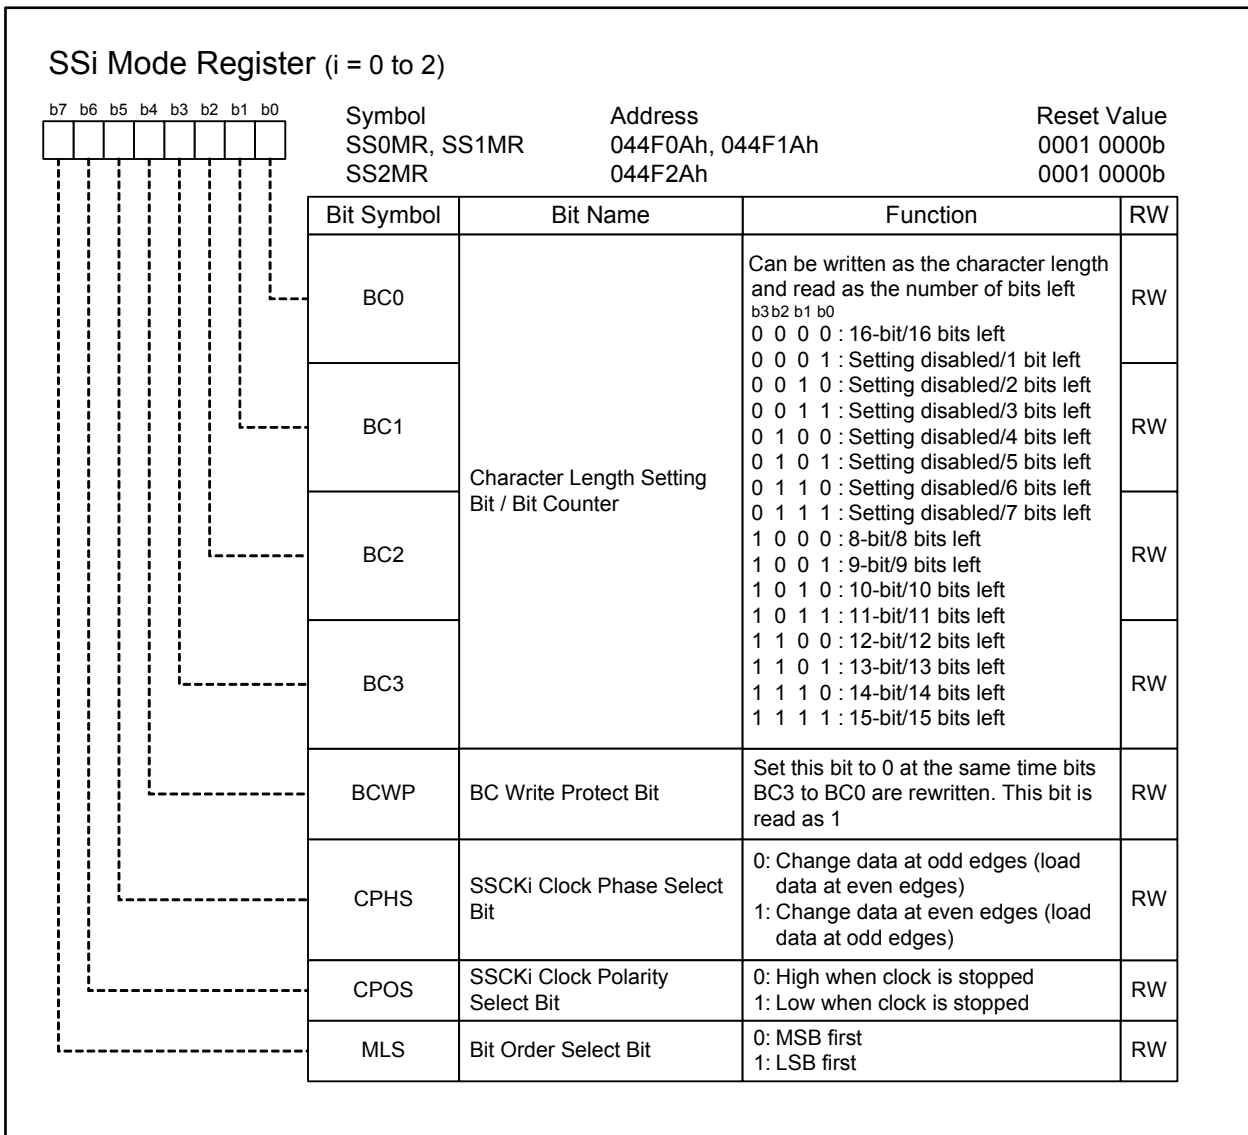 SSi Mode Register (i = 0 to 2)
b7 b6 b5 b4 b3 b2 b1 b0
Symbol Address Reset Value
SS0MR, SS1MR 044F0Ah, 044F1Ah 0001 0000b
SS2MR 044F2Ah 0001 0000b
Bit Symbol Bit Name Function RW
BC0
Character Length Setting
Bit / Bit Counter
Can be written as the character length
and read as the number of bits left
b3 b2 b1 b0
0 0 0 0 : 16-bit/16 bits left
0 0 0 1 : Setting disabled/1 bit left
0 0 1 0 : Setting disabled/2 bits left
0 0 1 1 : Setting disabled/3 bits left
0 1 0 0 : Setting disabled/4 bits left
0 1 0 1 : Setting disabled/5 bits left
0 1 1 0 : Setting disabled/6 bits left
0 1 1 1 : Setting disabled/7 bits left
1 0 0 0 : 8-bit/8 bits left
1 0 0 1 : 9-bit/9 bits left
1 0 1 0 : 10-bit/10 bits left
1 0 1 1 : 11-bit/11 bits left
1 1 0 0 : 12-bit/12 bits left
1 1 0 1 : 13-bit/13 bits left
1 1 1 0 : 14-bit/14 bits left
1 1 1 1 : 15-bit/15 bits left
RW
BC1
RW
BC2
RW
BC3
RW
BCWP
BC Write Protect Bit
Set this bit to 0 at the same time bits
BC3 to BC0 are rewritten. This bit is
read as 1
RW
CPHS
SSCKi Clock Phase Select
Bit
0: Change data at odd edges (load
data at even edges)
1: Change data at even edges (load
data at odd edges)
RW
CPOS
SSCKi Clock Polarity
Select Bit
0: High when clock is stopped
1: Low when clock is stopped
RW
MLS
Bit Order Select Bit
0: MSB first
1: LSB first
RW